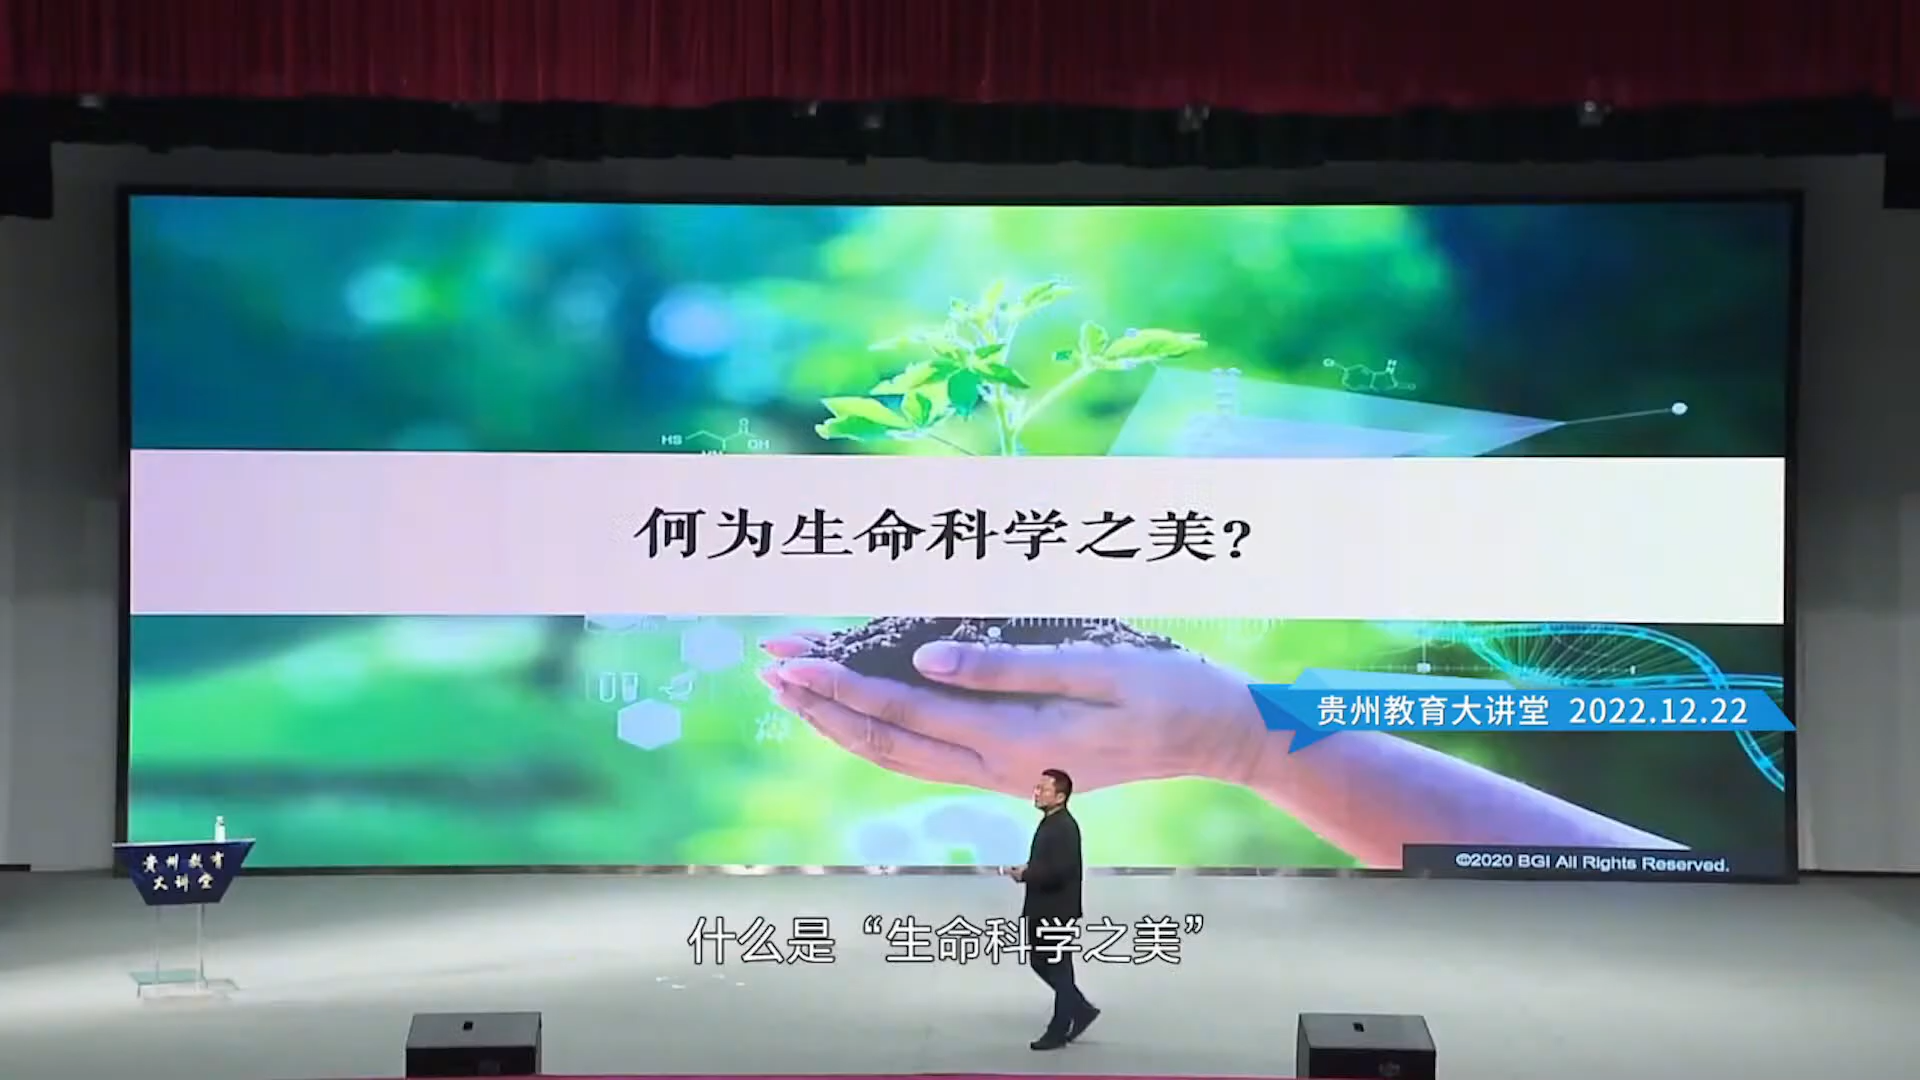 HS
OH
何为生命科学之美?
贵州教育大讲堂 2022.12.22
贵州教育
大讲堂
©2020 BGI All Rights Reserved.
什么是“生命科学之美”